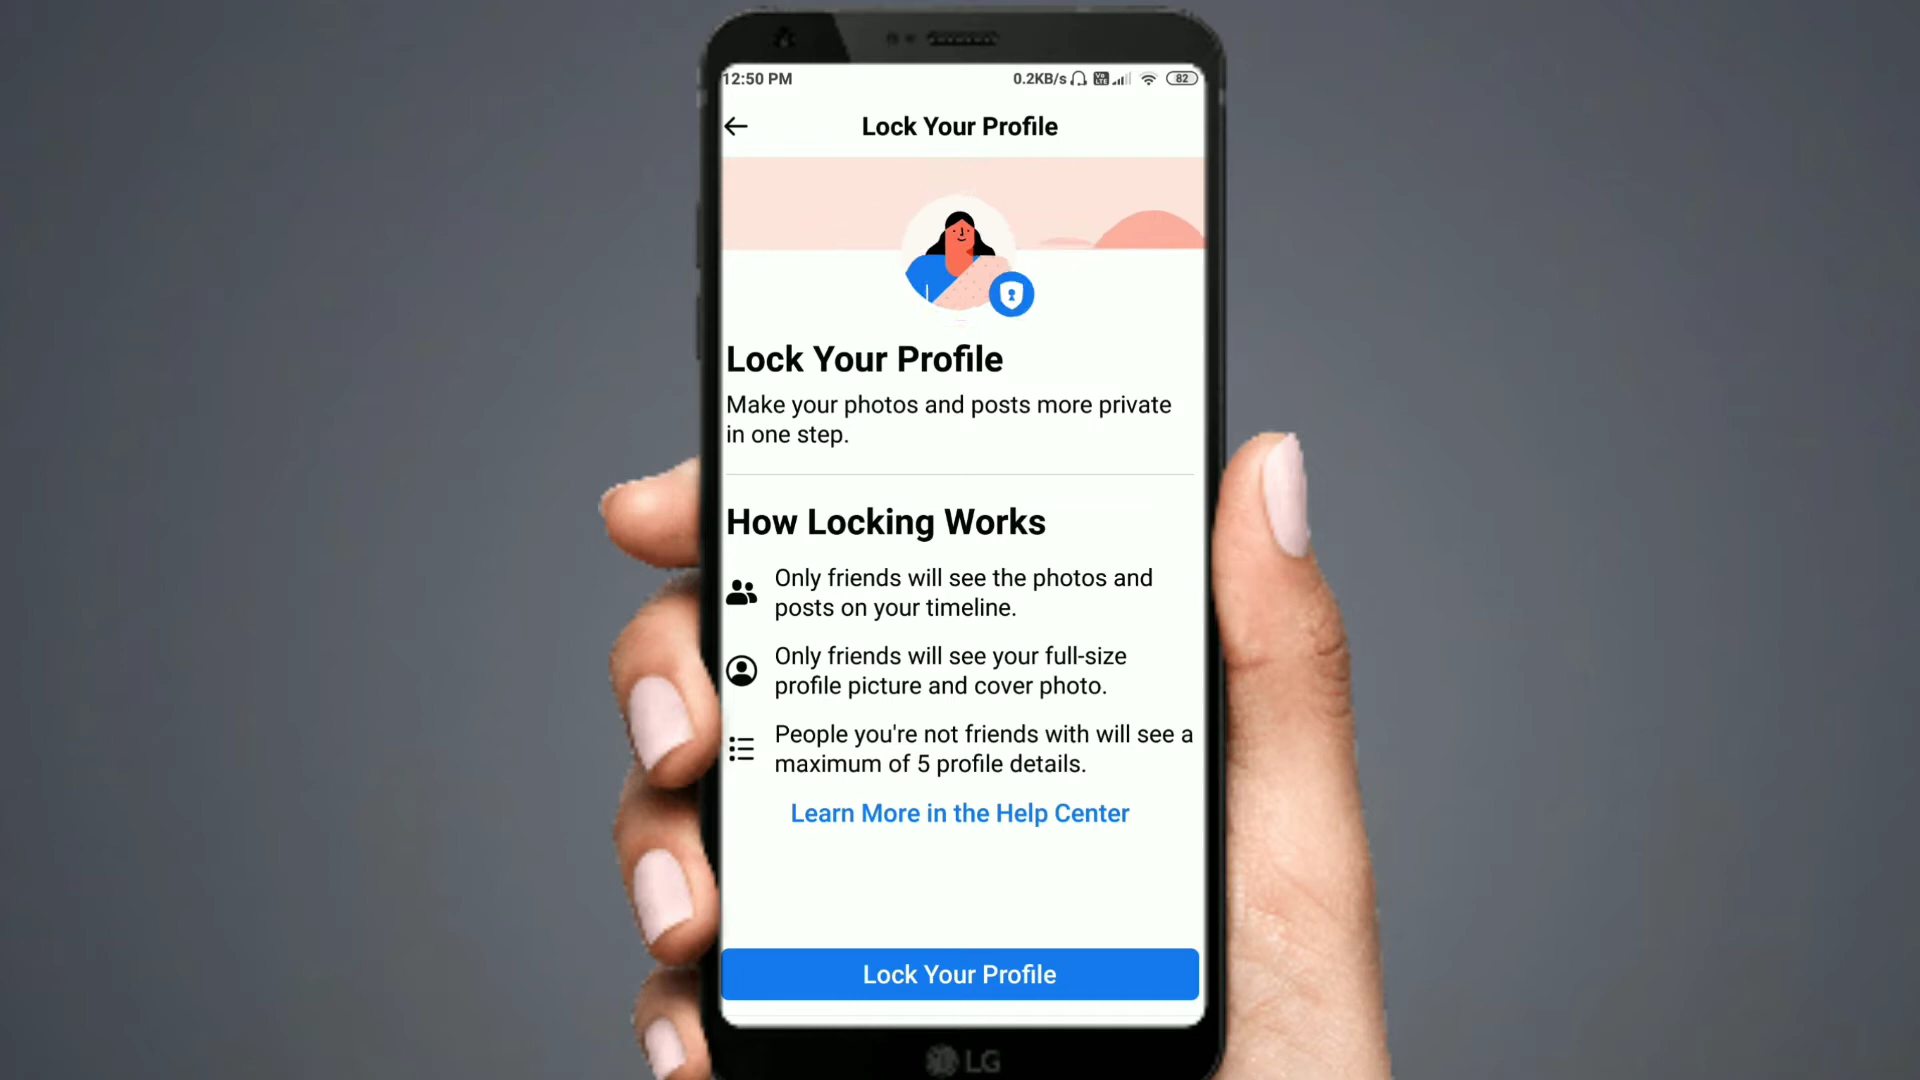 12:50 PM 0.2KB/s Vo LTE 82
Lock Your Profile
Lock Your Profile
Make your photos and posts more private
in one step.
How Locking Works
Only friends will see the photos and
posts on your timeline.
Only friends will see your full-size
profile picture and cover photo.
People you're not friends with will see a
maximum of 5 profile details.
Learn More in the Help Center
Lock Your Profile
LG